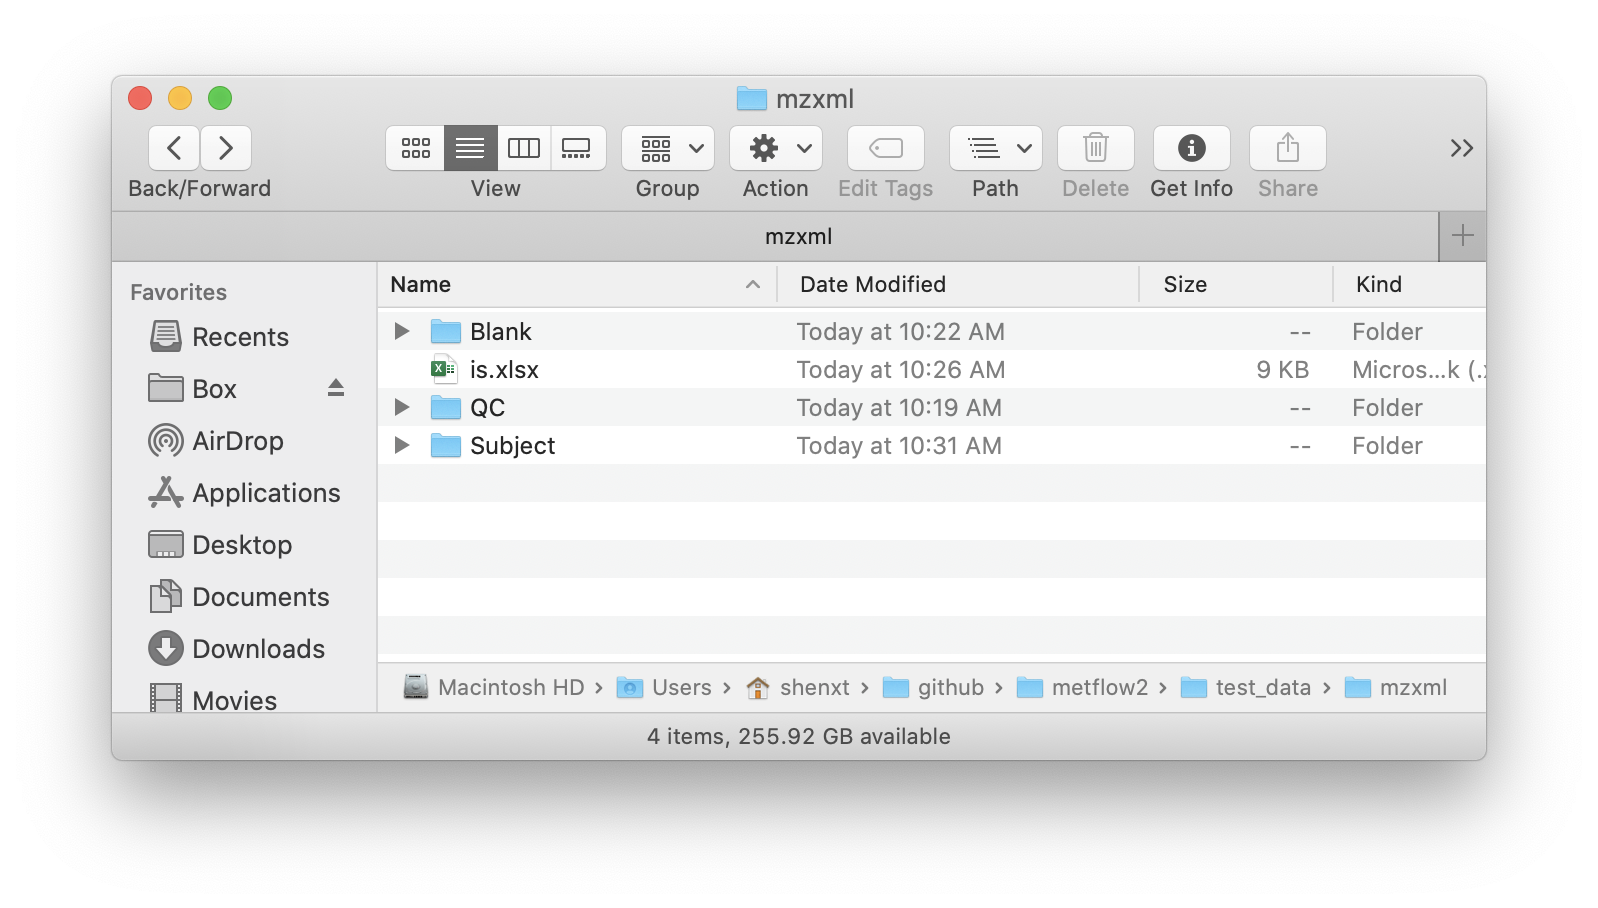 mzxml
Back/Forward View Group Action Edit Tags Path Delete Get Info Share
mzxml
Favorites
Recents
Box
AirDrop
Applications
Desktop
Documents
Downloads
Movies
Name Date Modified Size Kind
Blank Today at 10:22 AM -- Folder
is.xlsx Today at 10:26 AM 9 KB Micros...k (.x
QC Today at 10:19 AM -- Folder
Subject Today at 10:31 AM -- Folder
Macintosh HD › Users › shenxt › github › metflow2 › test_data › mzxml
4 items, 255.92 GB available